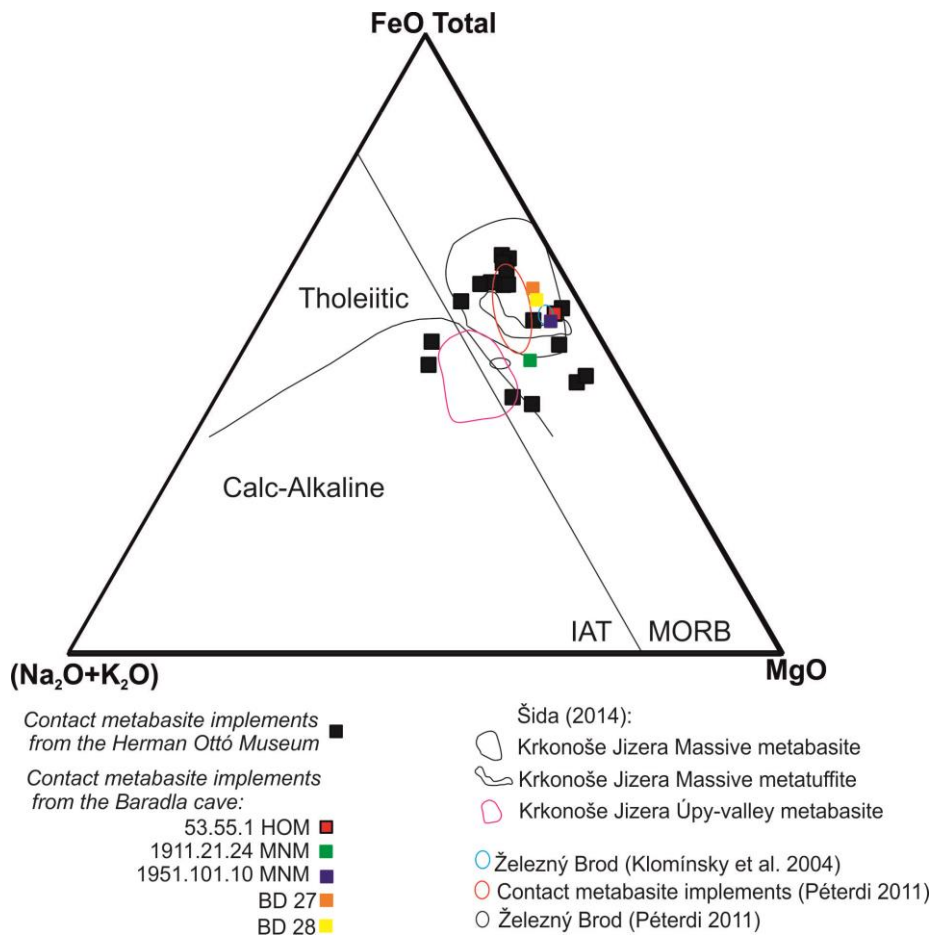 FeO Total
Tholeiitic
Calc-Alkaline
IAT MORB
(Na₂O+K₂O)
MgO
Contact metabasite implements
from the Herman Ottó Museum
Contact metabasite implements
from the Baradla cave:
53.55.1 HOM
1911.21.24 MNM
1951.101.10 MNM
BD 27
BD 28
Šida (2014):
Krkonoše Jizera Massive metabasite
Krkonoše Jizera Massive metatuffite
Krkonoše Jizera Úpy-valley metabasite
Železný Brod (Klomínsky et al. 2004)
Contact metabasite implements (Péterdi 2011)
Železný Brod (Péterdi 2011)